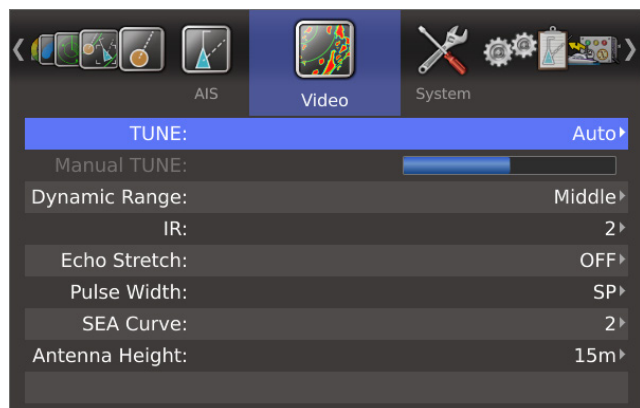 AIS
Video
System
TUNE: Auto
Manual TUNE:
Dynamic Range: Middle
IR: 2
Echo Stretch: OFF
Pulse Width: SP
SEA Curve: 2
Antenna Height: 15m